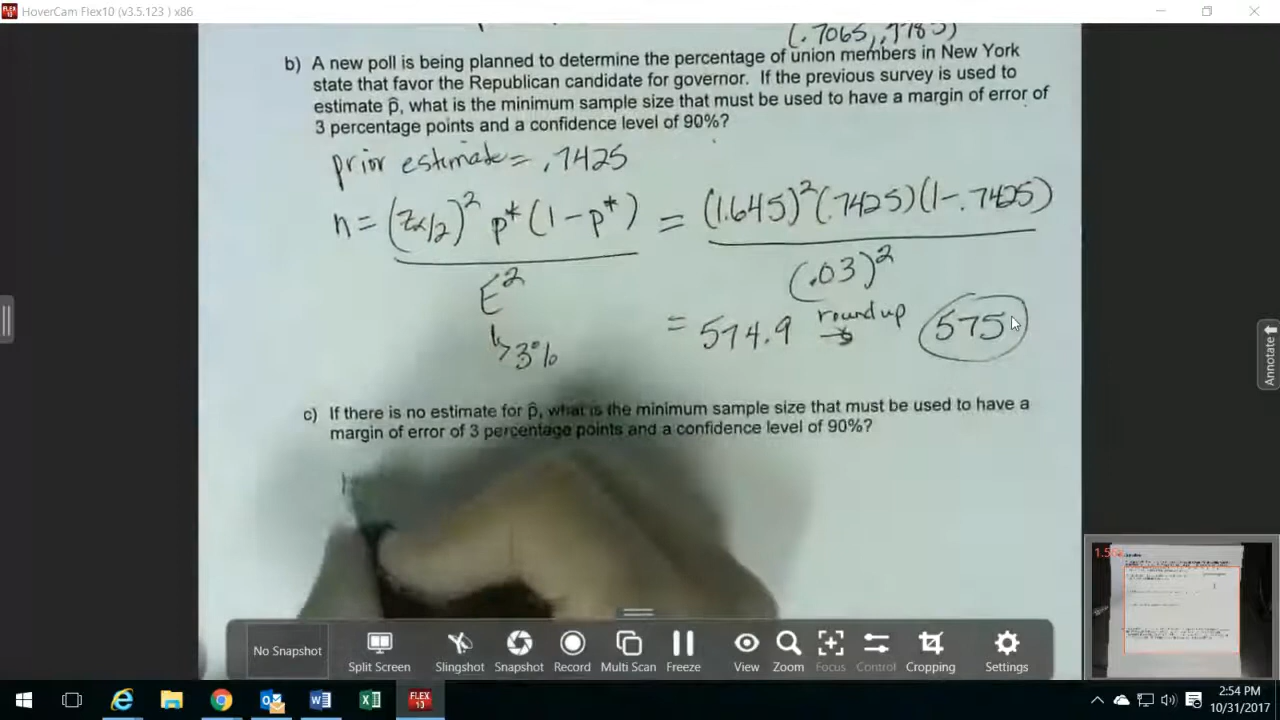 HoverCam Flex10 (v3.5.123 ) x86
(.7065, .7785)
b) A new poll is being planned to determine the percentage of union members in New York
state that favor the Republican candidate for governor. If the previous survey is used to
estimate p̂, what is the minimum sample size that must be used to have a margin of error of
3 percentage points and a confidence level of 90%?
prior estimate = .7425
n = (zα/2)² p* (1 - p*) = (1.645)² (.7425)(1 - .7425)
E² (.03)²
↳ 3% = 574.9 round up → 575
c) If there is no estimate for p̂, what is the minimum sample size that must be used to have a
margin of error of 3 percentage points and a confidence level of 90%?
Annotate
No Snapshot
Split Screen
Slingshot
Snapshot
Record
Multi Scan
Freeze
View
Zoom
Focus
Control
Cropping
Settings
FLEX
10
2:54 PM
10/31/2017